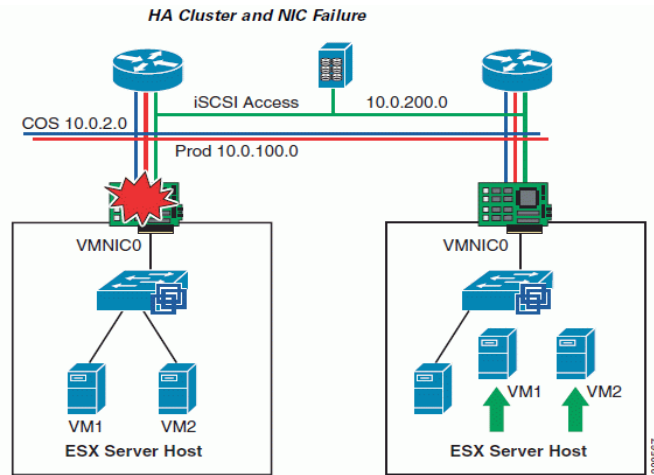 HA Cluster and NIC Failure
iSCSI Access
10.0.200.0
COS 10.0.2.0
Prod 10.0.100.0
VMNIC0
VMNIC0
VM1
VM2
VM1
VM2
ESX Server Host
ESX Server Host